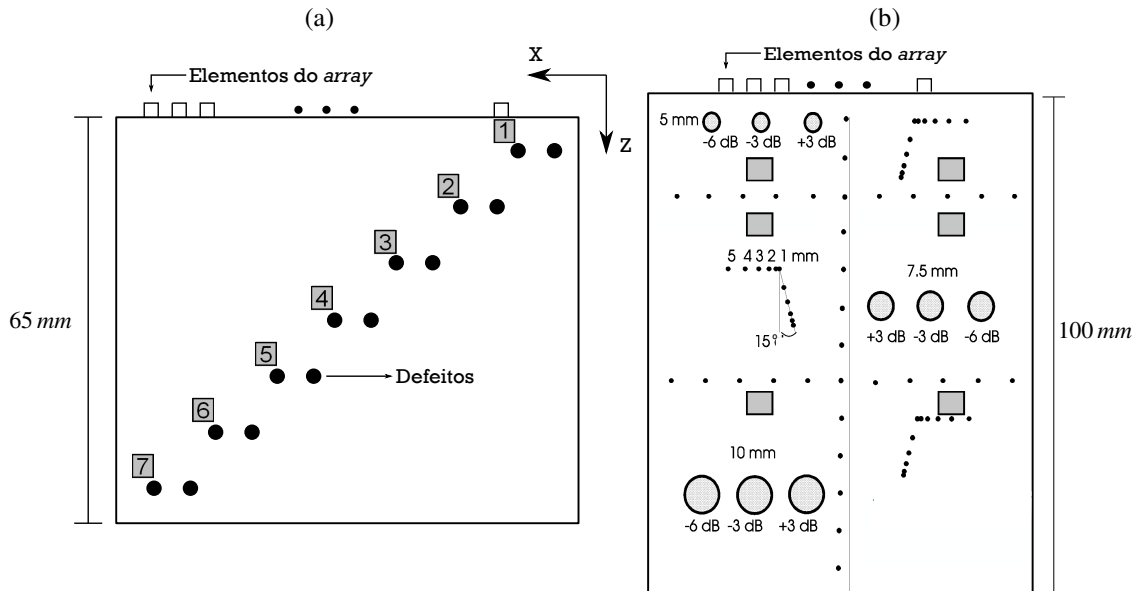 (a)
Elementos do array
X
Z
1
2
3
4
5
6
7
Defeitos
65 mm
(b)
Elementos do array
5 mm
-6 dB -3 dB +3 dB
5 4 3 2 1 mm
15°
7.5 mm
+3 dB -3 dB -6 dB
10 mm
-6 dB -3 dB +3 dB
100 mm